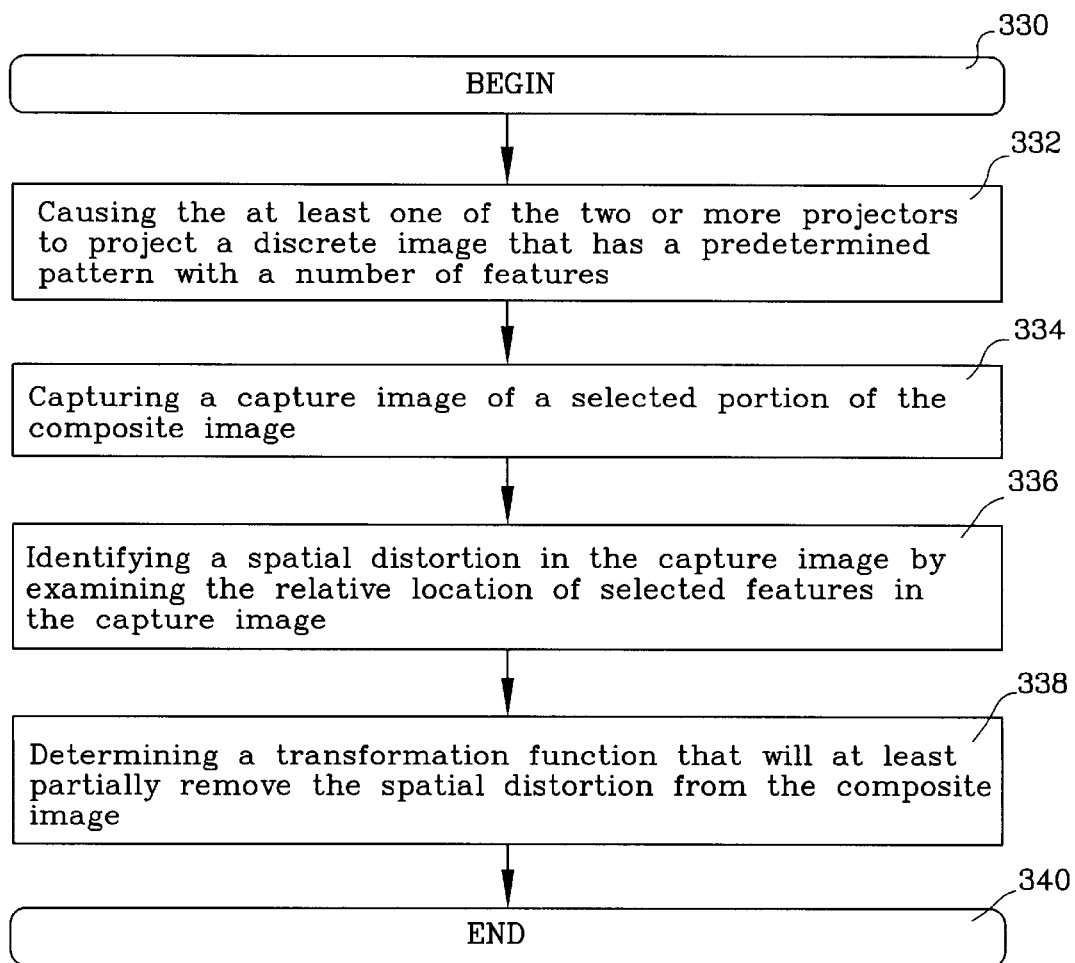 330
BEGIN
332
Causing the at least one of the two or more projectors
to project a discrete image that has a predetermined
pattern with a number of features
334
Capturing a capture image of a selected portion of the
composite image
336
Identifying a spatial distortion in the capture image by
examining the relative location of selected features in
the capture image
338
Determining a transformation function that will at least
partially remove the spatial distortion from the composite
image
340
END